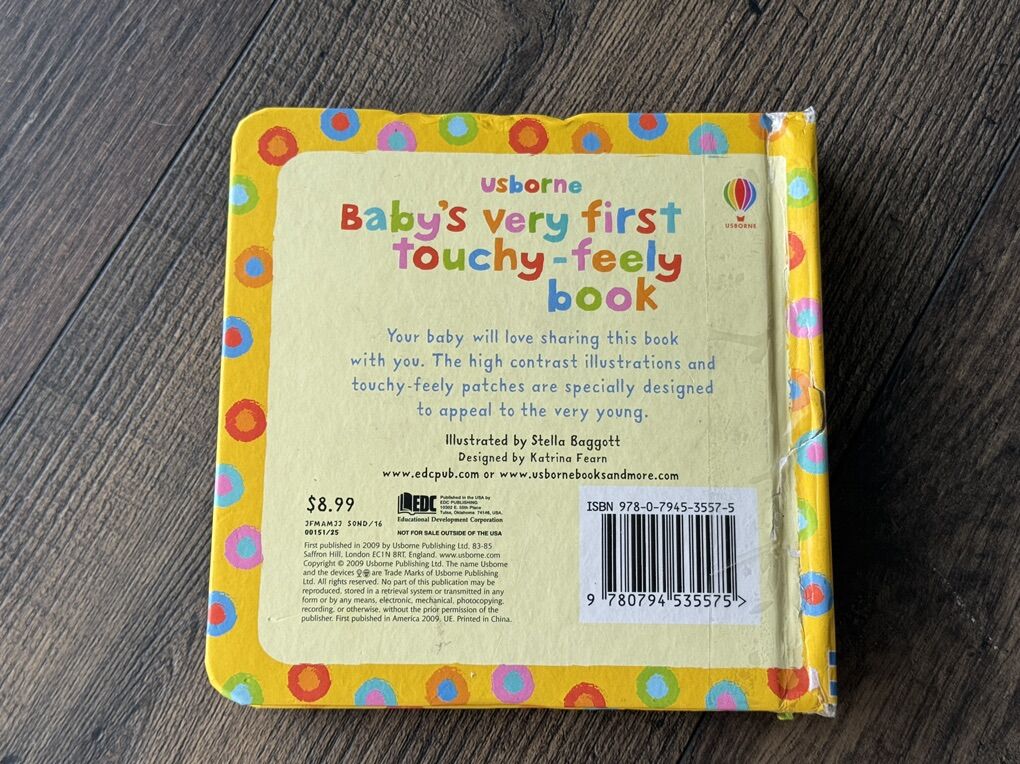 usborne
Baby's very first
touchy-feely
book
USBORNE
Your baby will love sharing this book
with you. The high contrast illustrations and
touchy-feely patches are specially designed
to appeal to the very young.
Illustrated by Stella Baggott
Designed by Katrina Fearn
www.edcpub.com or www.usbornebooksandmore.com
$8.99
JFMAMJJ SOND/16
00151/25
EDC
Published in the USA by
EDC PUBLISHING
10302 E. 55th Place
Tulsa, Oklahoma 74146, USA.
Educational Development Corporation
NOT FOR SALE OUTSIDE OF THE USA
First published in 2009 by Usborne Publishing Ltd. 83-85
Saffron Hill, London EC1N 8RT, England. www.usborne.com
Copyright © 2009 Usborne Publishing Ltd. The name Usborne
and the devices are Trade Marks of Usborne Publishing
Ltd. All rights reserved. No part of this publication may be
reproduced, stored in a retrieval system or transmitted in any
form or by any means, electronic, mechanical, photocopying,
recording, or otherwise, without the prior permission of the
publisher. First pubished in America 2009. UE. Printed in China.
ISBN 978-0-7945-3557-5
9 780794 535575 >